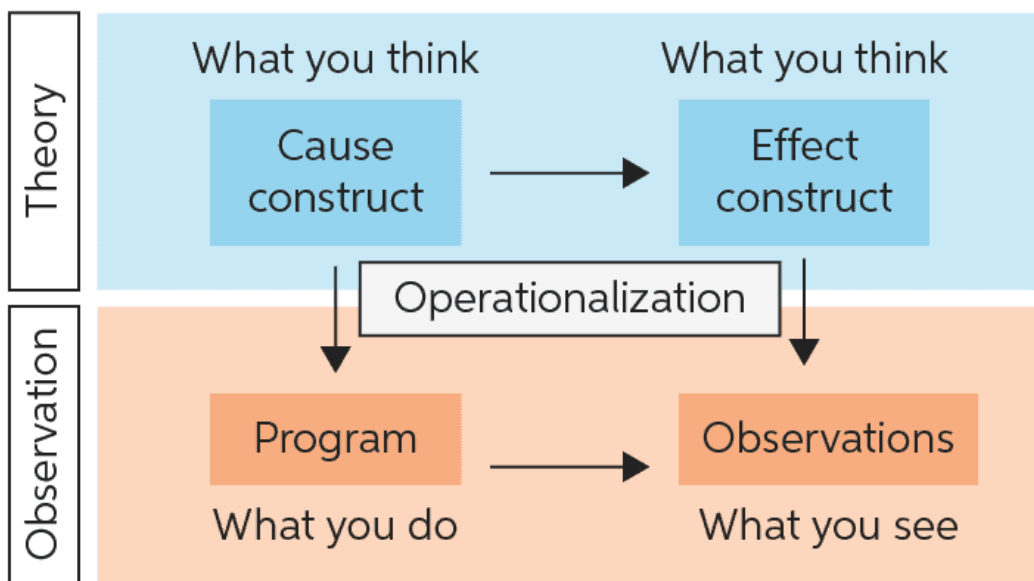 Theory
What you think
What you think
Cause
construct
Effect
construct
Operationalization
Observation
Program
Observations
What you do
What you see